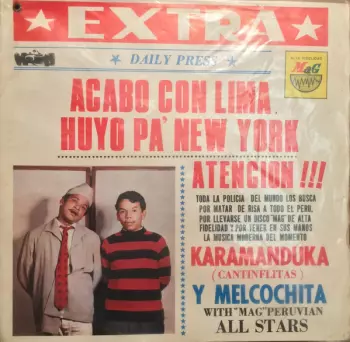 EXTRA
DAILY PRESS
MAG
ACABO CON LIMA
HUYO PA' NEW YORK
ATENCION!!!
TODA LA POLICIA DEL MUNDO LOS BUSCA
POR MATAR DE RISA A TODO EL PERU,
POR LLEVARSE UN DISCO "MAG" DE ALTA
FIDELIDAD Y POR TENER EN SUS MANOS
LA MUSICA MODERNA DEL MOMENTO
KARAMANDUKA
(CANTINFLITAS)
Y MELCOCHITA
WITH "MAG" PERUVIAN
ALL STARS